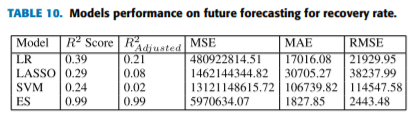 TABLE 10. Models performance on future forecasting for recovery rate.
Model R² Score R²Adjusted MSE MAE RMSE
LR 0.39 0.21 480922814.51 17016.08 21929.95
LASSO 0.29 0.08 1462144344.82 30705.27 38237.99
SVM 0.24 0.02 13121148615.72 106739.82 114547.58
ES 0.99 0.99 5970634.07 1827.85 2443.48